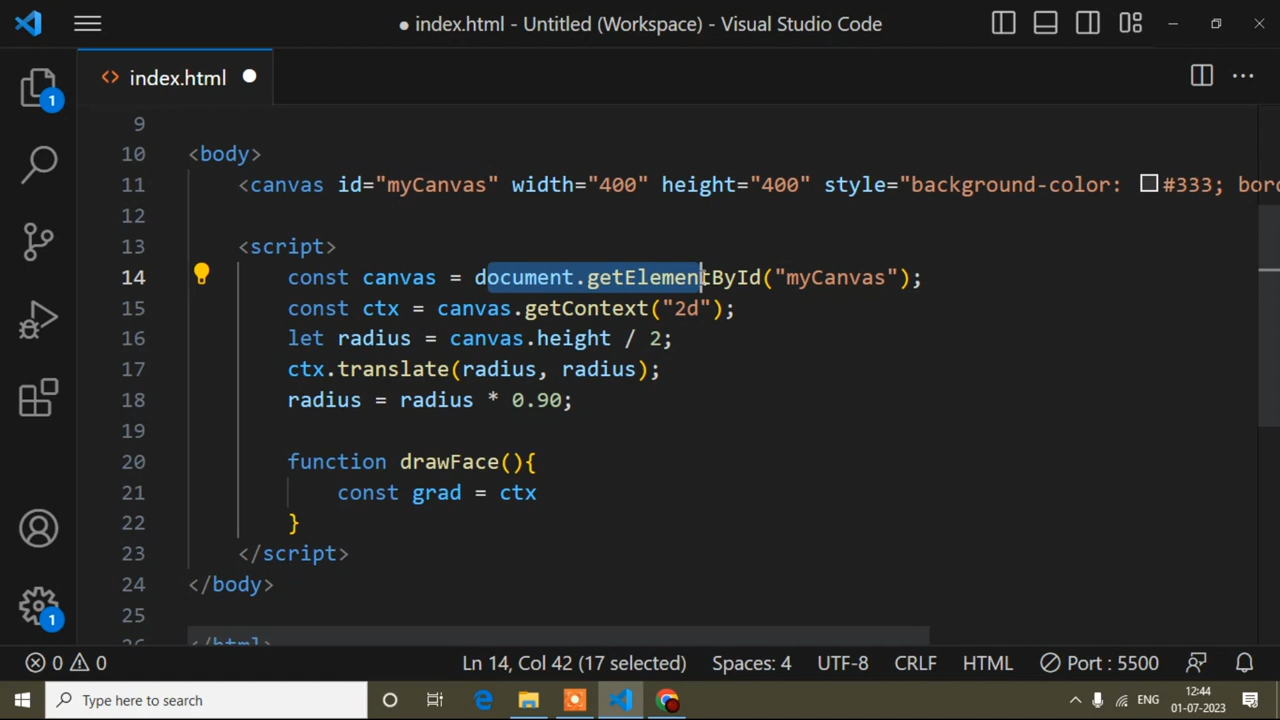 ● index.html - Untitled (Workspace) - Visual Studio Code
1
<> index.html ●
9
10 <body>
11 <canvas id="myCanvas" width="400" height="400" style="background-color: #333; bord
12
13 <script>
14 const canvas = document.getElementById("myCanvas");
15 const ctx = canvas.getContext("2d");
16 let radius = canvas.height / 2;
17 ctx.translate(radius, radius);
18 radius = radius * 0.90;
19
20 function drawFace(){
21 const grad = ctx
22 }
23 </script>
24 </body>
25
26 </html>
1
0 0 Ln 14, Col 42 (17 selected) Spaces: 4 UTF-8 CRLF HTML Port : 5500
Type here to search ENG 12:44
01-07-2023